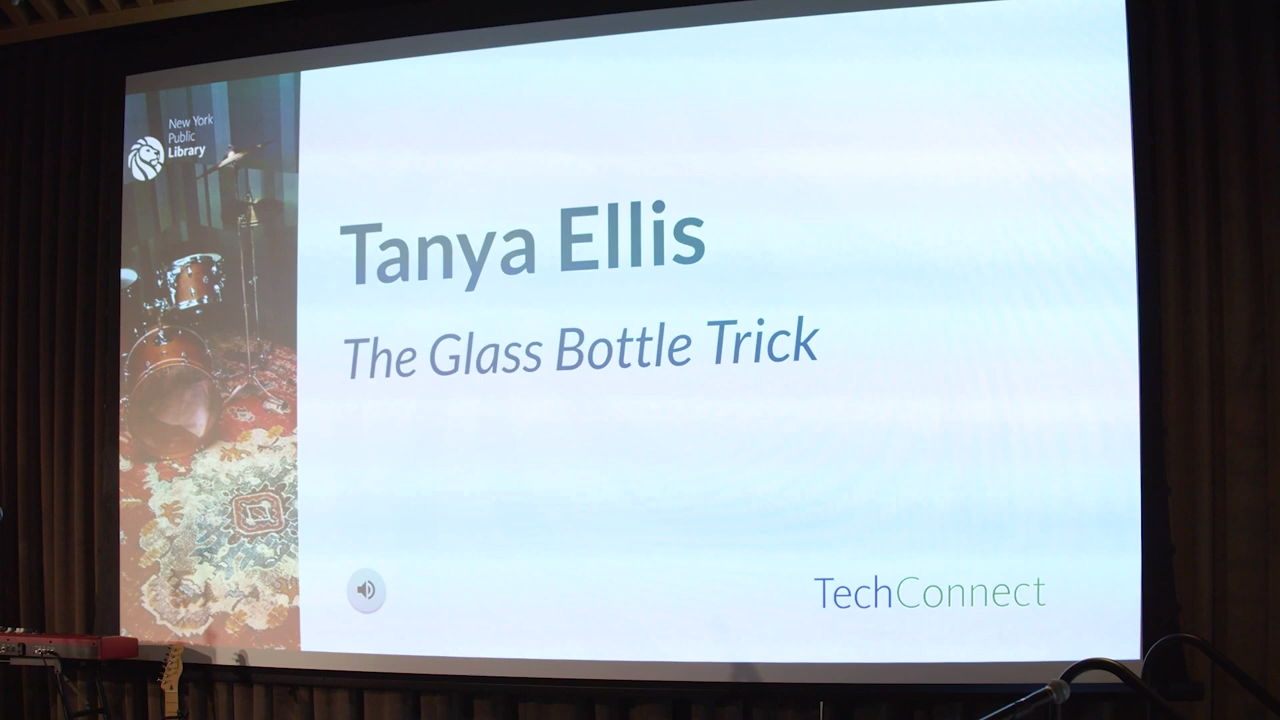 New York
Public
Library
Tanya Ellis
The Glass Bottle Trick
TechConnect